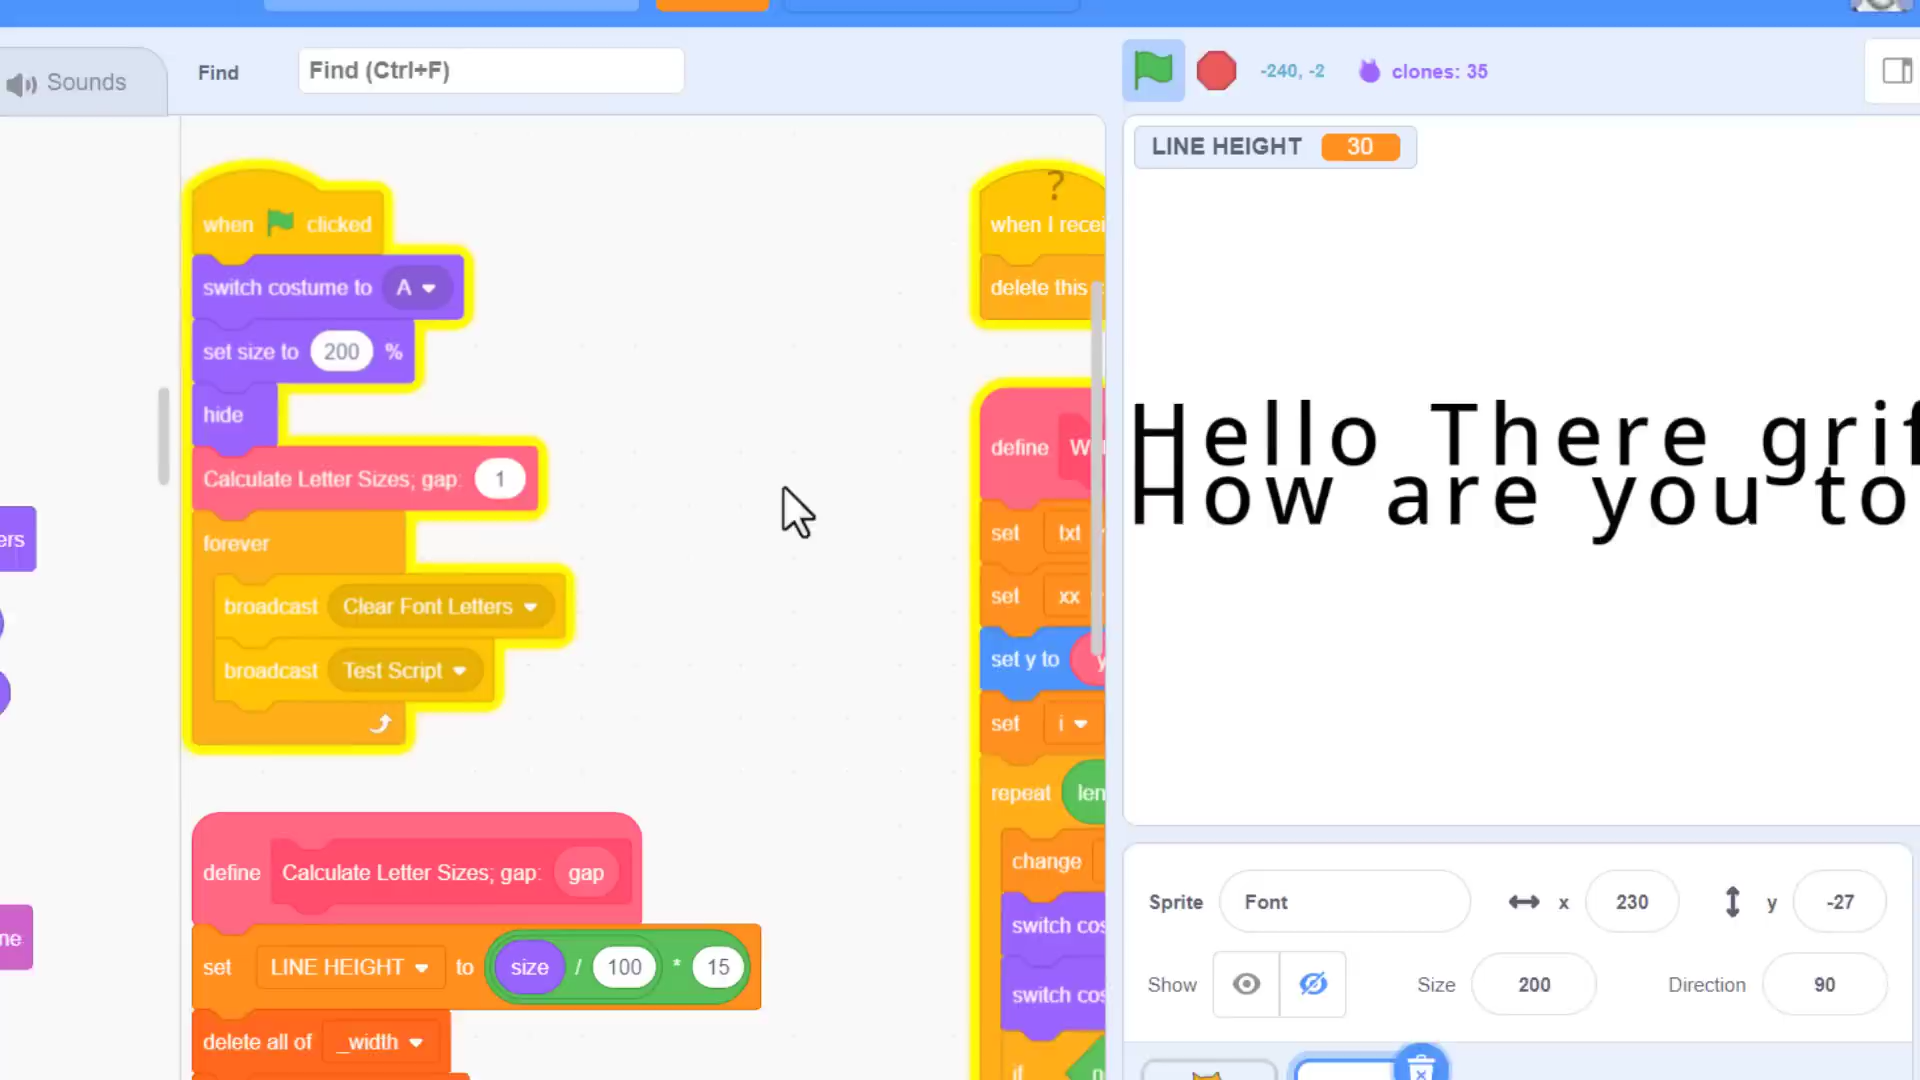 Sounds
Find
Find (Ctrl+F)
-240, -2
clones: 35
LINE HEIGHT 30
when clicked
switch costume to A
set size to 200 %
hide
Calculate Letter Sizes; gap: 1
forever
broadcast Clear Font Letters
broadcast Test Script
define Calculate Letter Sizes; gap: gap
set LINE HEIGHT to size / 100 * 15
delete all of _width
?
when I recei
delete this
define W
set txt
set xx
set y to y
set i
repeat len
change
switch cos
switch cos
if
Hello There grif
How are you to
Sprite Font x 230 y -27
Show Size 200 Direction 90
ers
ne